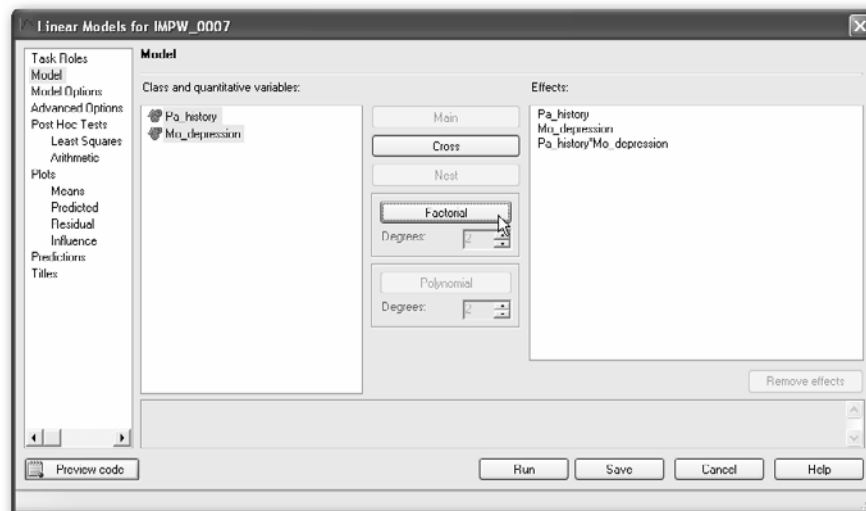 Linear Models for IMPW_0007
Task Roles
Model
Model Options
Advanced Options
Post Hoc Tests
Least Squares
Arithmetic
Plots
Means
Predicted
Residual
Influence
Predictions
Titles
Model
Class and quantitative variables:
Pa_history
Mo_depression
Main
Cross
Nest
Factorial
Degrees: 2
Polynomial
Degrees: 2
Effects:
Pa_history
Mo_depression
Pa_history*Mo_depression
Remove effects
Preview code
Run
Save
Cancel
Help